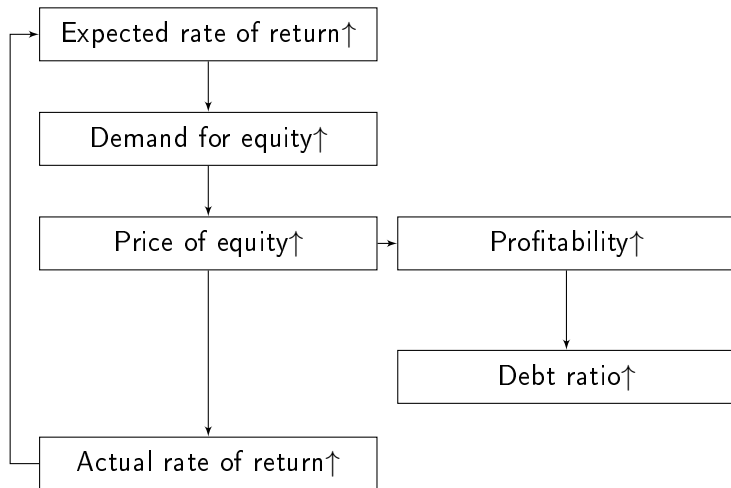 Expected rate of return↑
Demand for equity↑
Price of equity↑
Profitability↑
Debt ratio↑
Actual rate of return↑